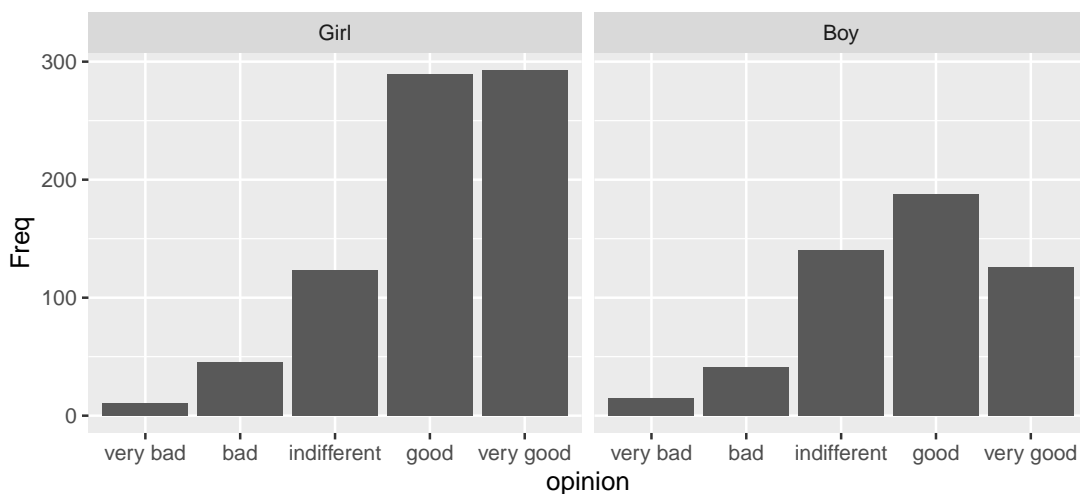 Girl Boy
300
200
100
0
Freq
very bad bad indifferent good very good very bad bad indifferent good very good
opinion